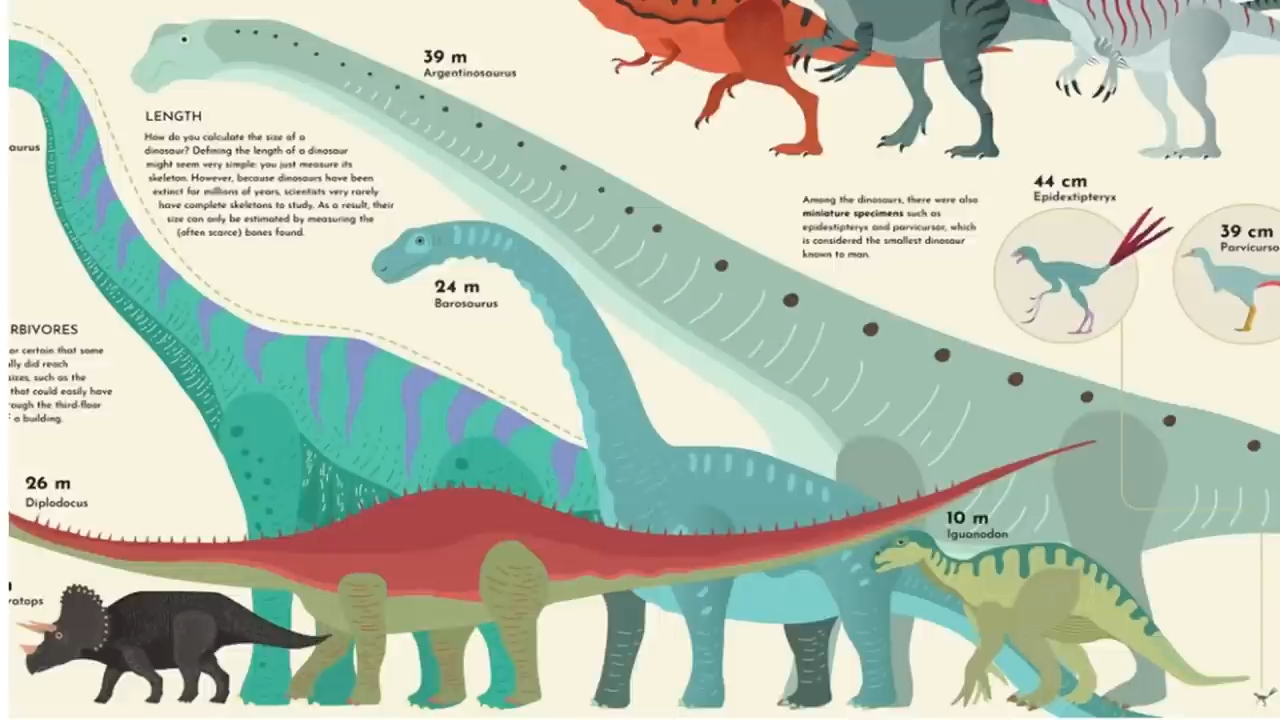 39 m
Argentinosaurus
LENGTH
How do you calculate the size of a
dinosaur? Defining the length of a dinosaur
might seem very simple: you just measure its
skeleton. However, because dinosaurs have been
extinct for millions of years, scientists very rarely
have complete skeletons to study. As a result, their
size can only be estimated by measuring the
(often scarce) bones found.
aurus
Among the dinosaurs, there were also
miniature specimens such as
epidextipteryx and parvicursor, which
is considered the smallest dinosaur
known to man.
44 cm
Epidextipteryx
39 cm
Parvicurso
24 m
Barosaurus
RBIVORES
or certain that some
lly did reach
sizes, such as the
that could easily have
rough the third-floor
f a building.
26 m
Diplodocus
10 m
Iguanodon
ratops